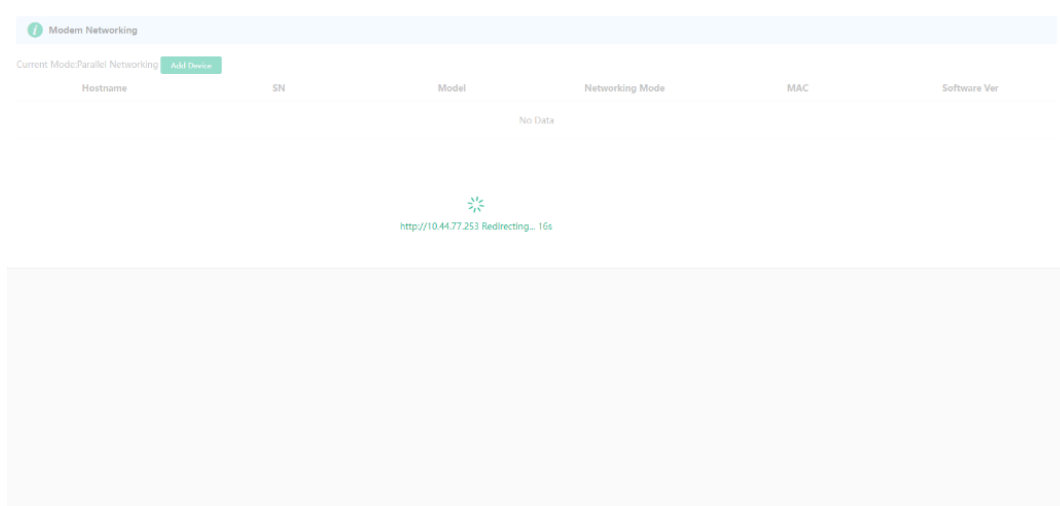 Modem Networking
Current Mode:Parallel Networking Add Device
Hostname SN Model Networking Mode MAC Software Ver
No Data
http://10.44.77.253 Redirecting... 16s